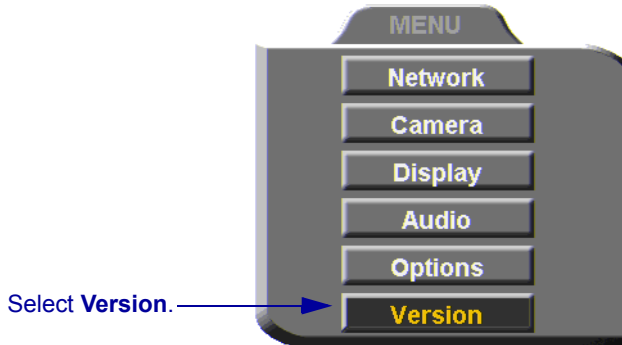 MENU
Network
Camera
Display
Audio
Options
Select Version.
Version